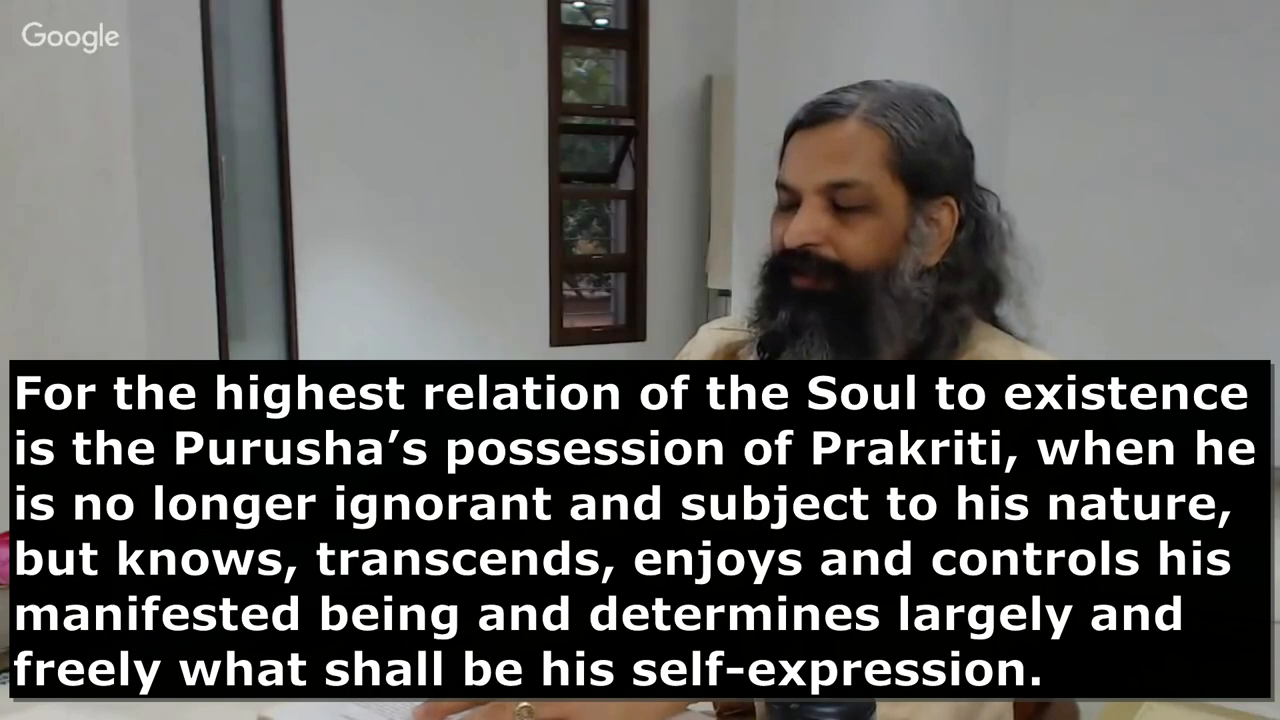 Google
For the highest relation of the Soul to existence
is the Purusha’s possession of Prakriti, when he
is no longer ignorant and subject to his nature,
but knows, transcends, enjoys and controls his
manifested being and determines largely and
freely what shall be his self-expression.